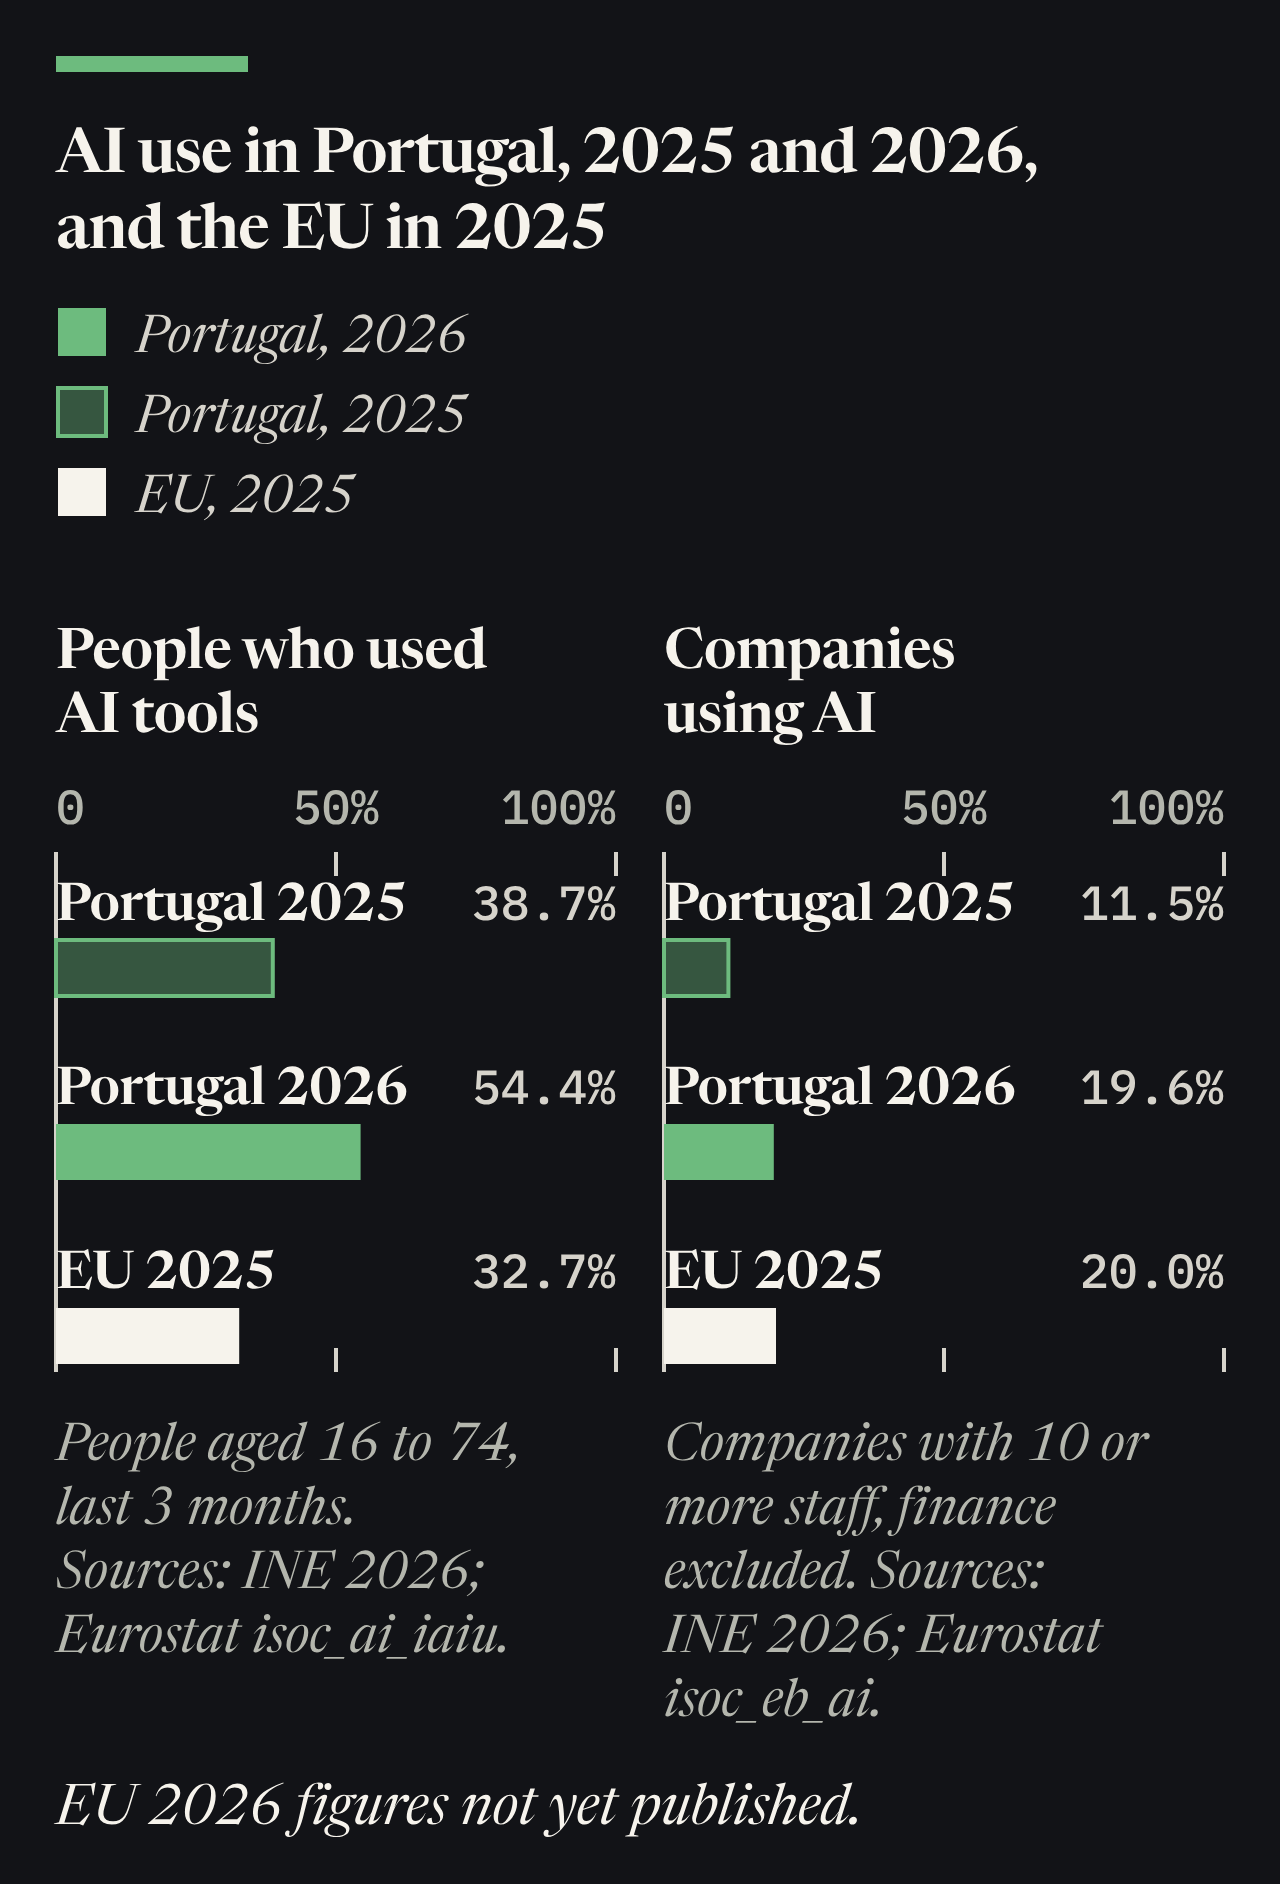 AI use in Portugal, 2025 and 2026,
and the EU in 2025
Portugal, 2026
Portugal, 2025
EU, 2025
People who used
AI tools
0 50% 100%
Portugal 2025 38.7%
Portugal 2026 54.4%
EU 2025 32.7%
People aged 16 to 74,
last 3 months.
Sources: INE 2026;
Eurostat isoc_ai_iaiu.
Companies
using AI
0 50% 100%
Portugal 2025 11.5%
Portugal 2026 19.6%
EU 2025 20.0%
Companies with 10 or
more staff, finance
excluded. Sources:
INE 2026; Eurostat
isoc_eb_ai.
EU 2026 figures not yet published.